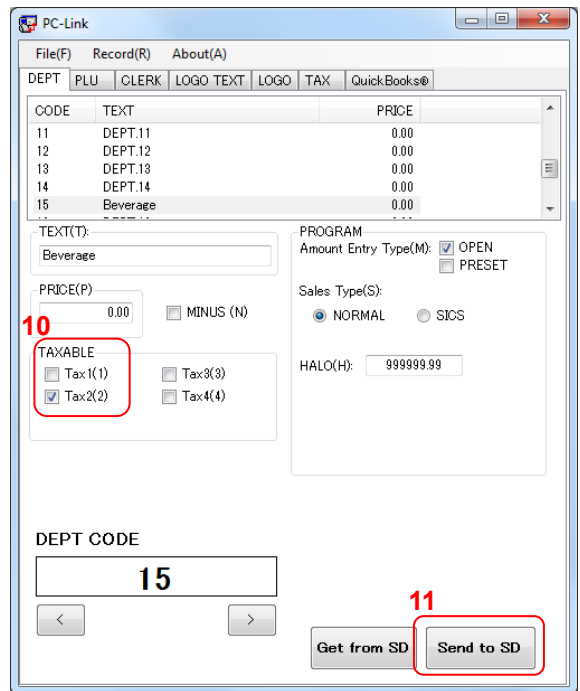 PC-Link
File(F) Record(R) About(A)
DEPT PLU CLERK LOGO TEXT LOGO TAX QuickBooks®
CODE TEXT PRICE
11 DEPT.11 0.00
12 DEPT.12 0.00
13 DEPT.13 0.00
14 DEPT.14 0.00
15 Beverage 0.00
TEXT(T):
Beverage
PROGRAM
Amount Entry Type(M): OPEN
PRESET
PRICE(P)
0.00 MINUS (N)
Sales Type(S):
NORMAL SICS
10
TAXABLE
Tax1(1) Tax3(3)
Tax2(2) Tax4(4)
HALO(H): 999999.99
DEPT CODE
15
< >
11
Get from SD Send to SD